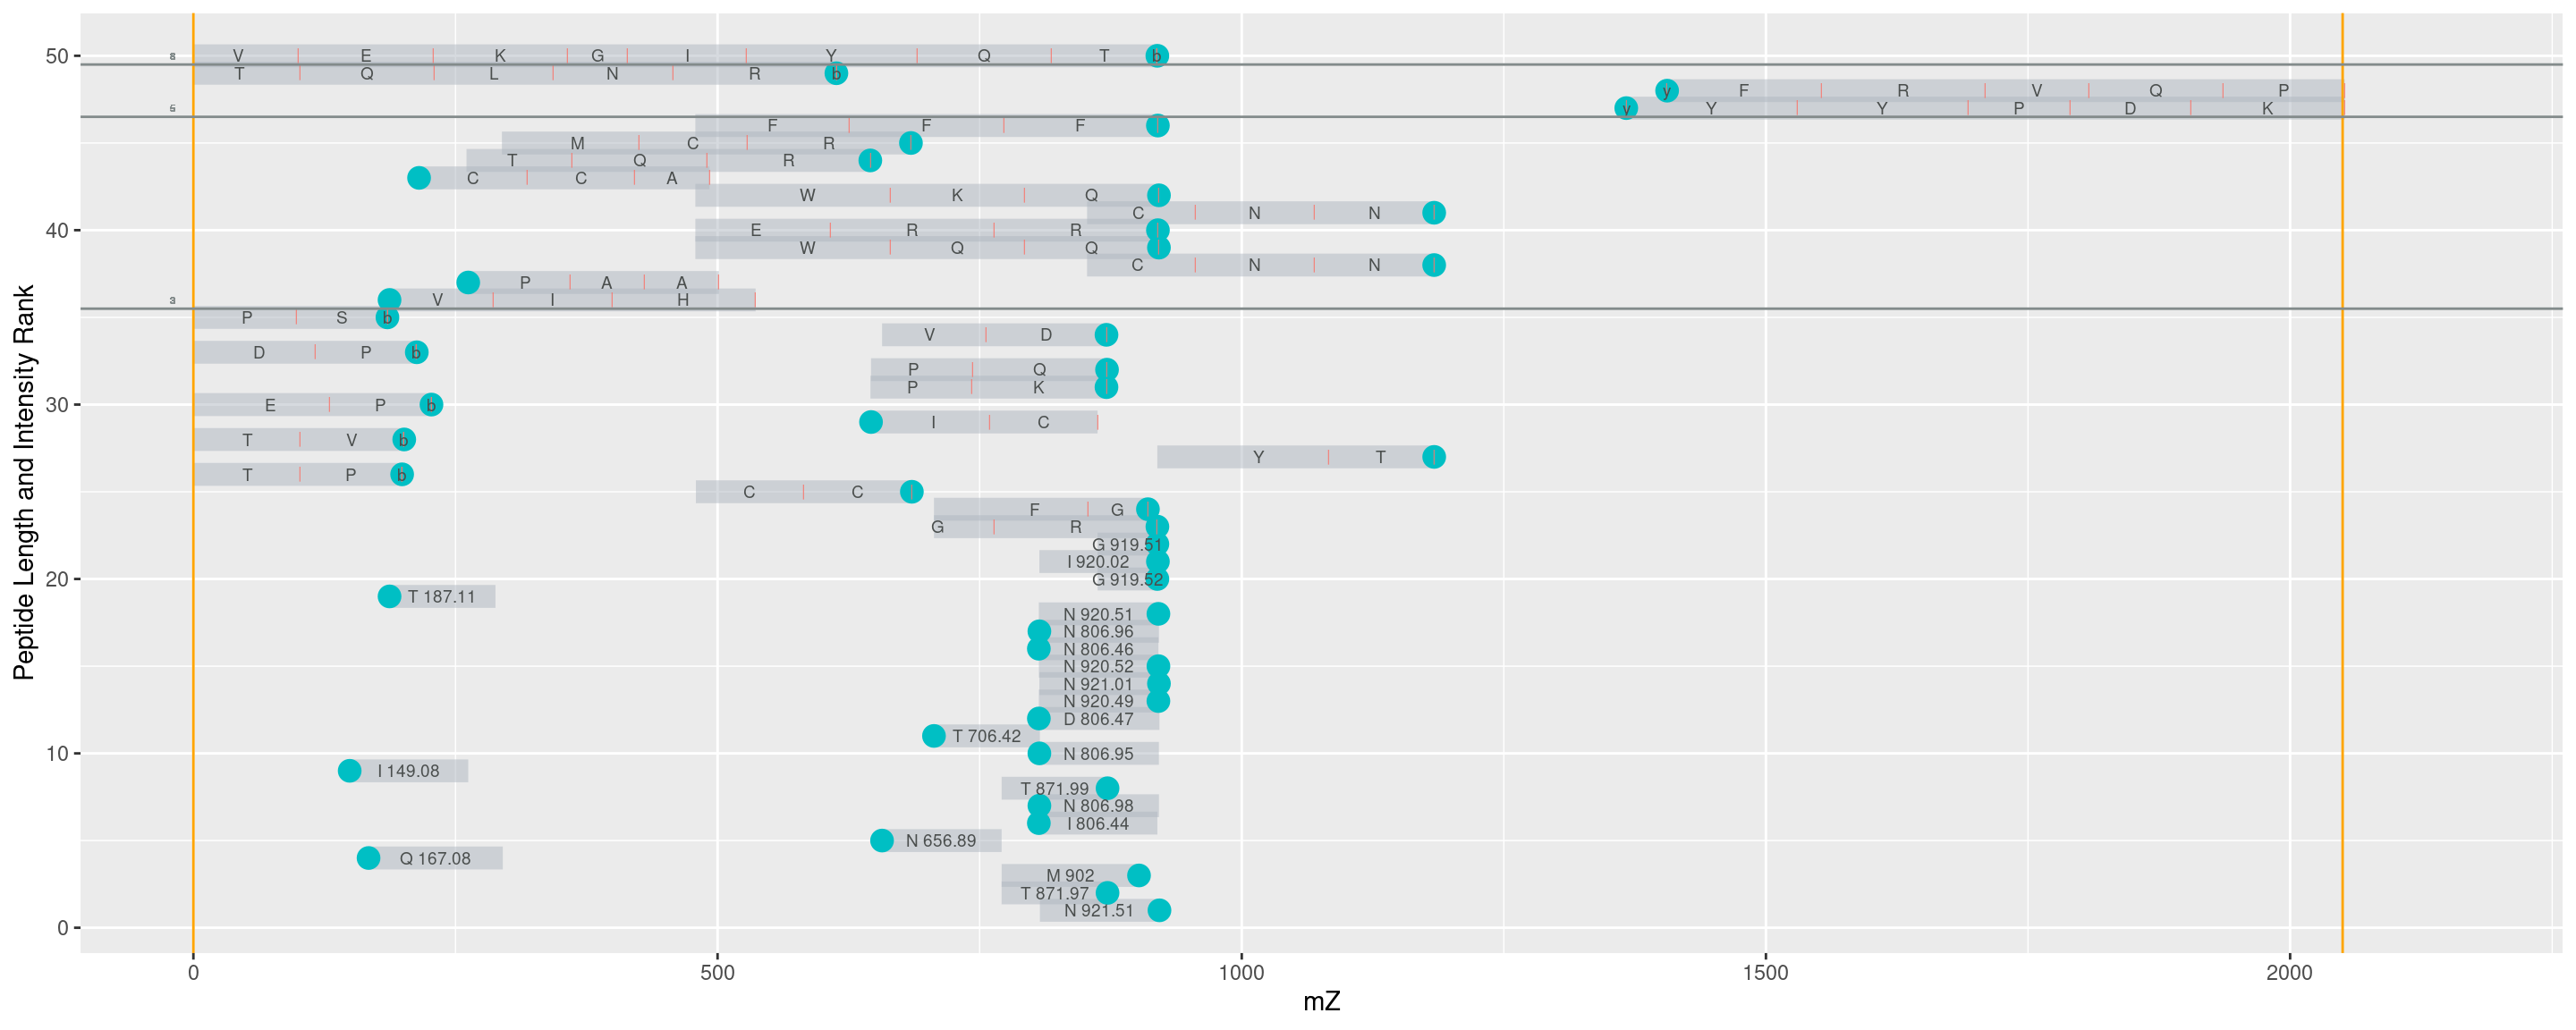 50
8
V E K G I Y Q T b
T Q L N R b
y F R V Q P
5
y Y Y P D K
F F F
M C R
T Q R
C C A
W K Q
C N N
40
E R R
W Q Q
C N N
P A A
3
V I H
P S b
V D
D P b
P Q
P K
30
E P b
I C
T V b
Y T
T P b
C C
F G
G R
G 919.51
I 920.02
20
G 919.52
T 187.11
N 920.51
N 806.96
N 806.46
N 920.52
N 921.01
N 920.49
D 806.47
T 706.42
10
N 806.95
I 149.08
T 871.99
N 806.98
I 806.44
N 656.89
Q 167.08
M 902
T 871.97
N 921.51
0
0 500 1000 1500 2000
mZ
Peptide Length and Intensity Rank